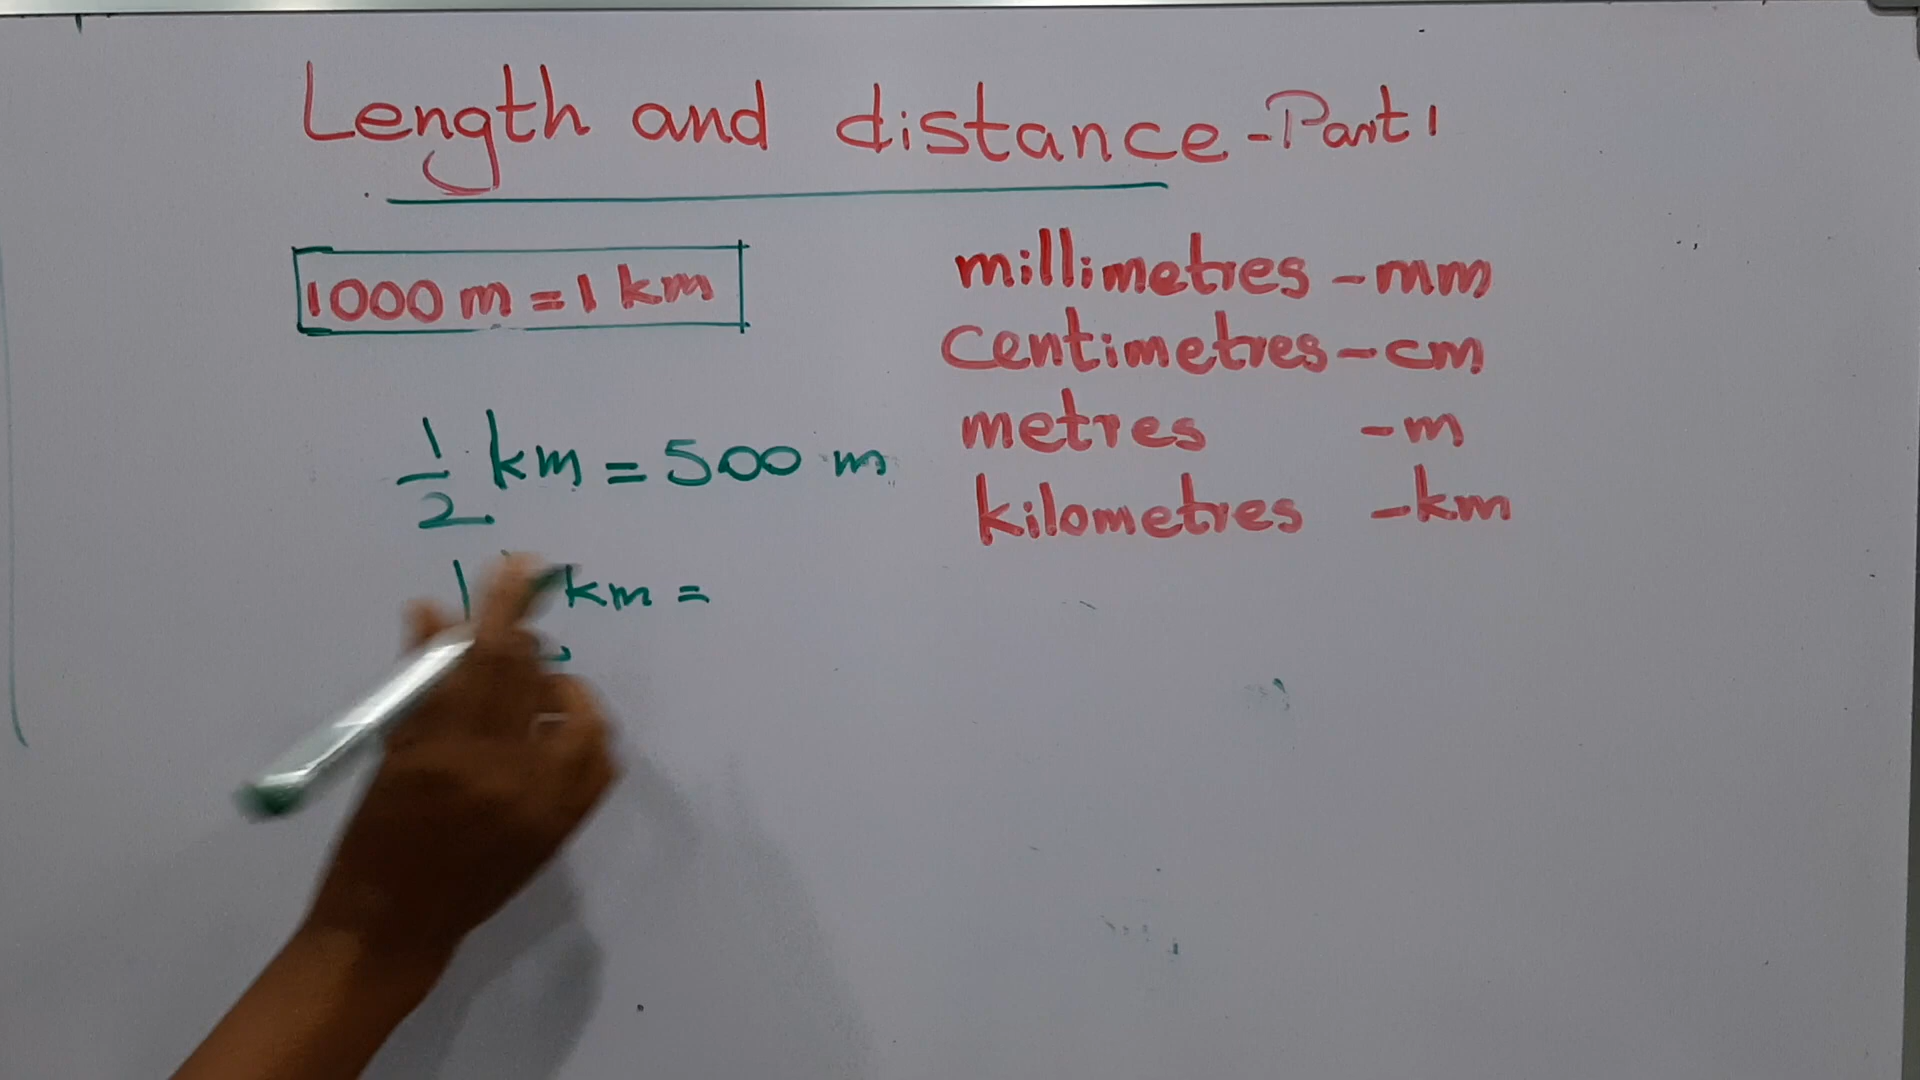 Length and distance - Part 1
1000 m = 1 km
millimetres - mm
centimetres - cm
metres - m
kilometres - km
1/2 km = 500 m
1 km =